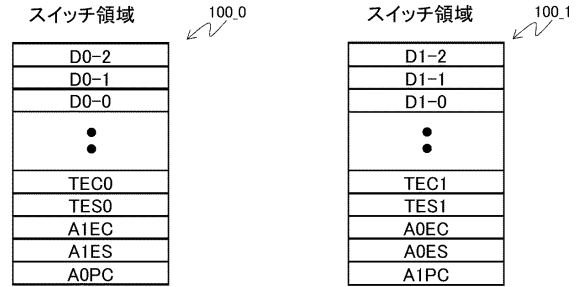 スイッチ領域 100_0
D0-2
D0-1
D0-0
TEC0
TES0
A1EC
A1ES
A0PC
スイッチ領域 100_1
D1-2
D1-1
D1-0
TEC1
TES1
A0EC
A0ES
A1PC